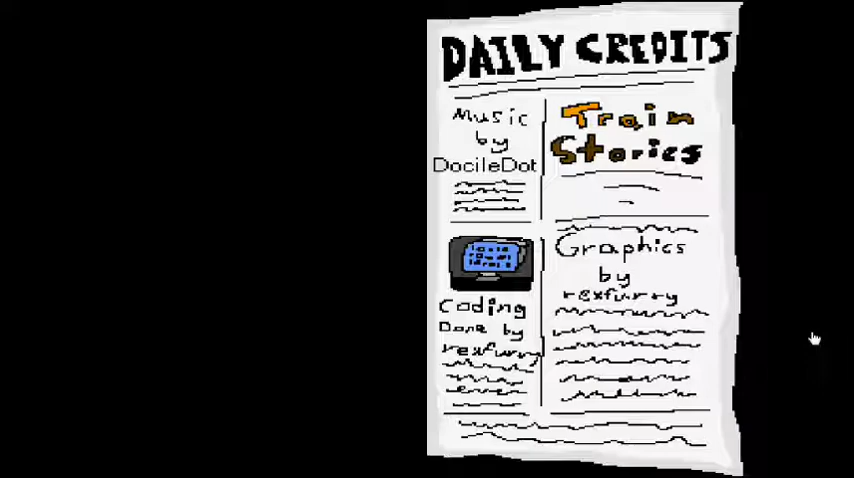 DAILY CREDITS
Music
by
DocileDot
Train
Stories
Coding
Done by
rexfurry
Graphics
by
rexfurry